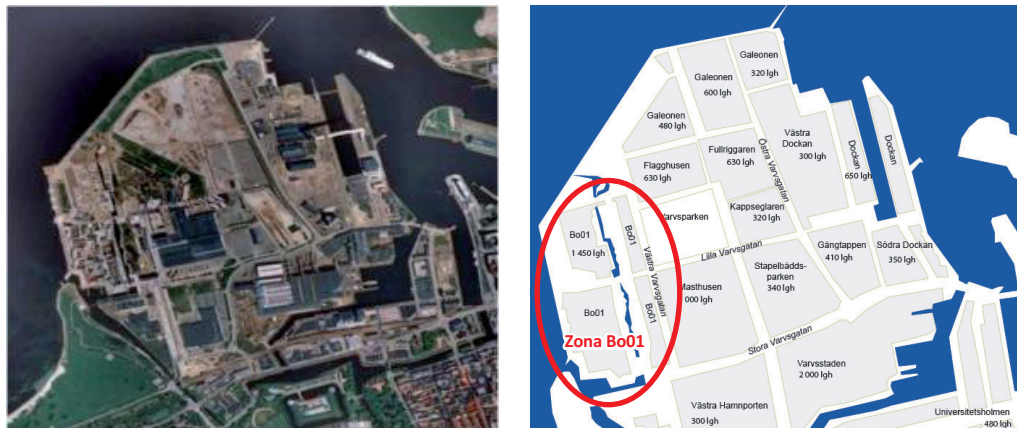 Galeonen
320 lgh
Galeonen
600 lgh
Galeonen
480 lgh
Västra
Dockan
300 lgh
Dockan
650 lgh
Dockan
Östra Varvsgatan
Fullriggaren
630 lgh
Flagghusen
630 lgh
Varvsparken
Kappseglaren
320 lgh
Bo01
1 450 lgh
Bo01
Västra Varvsgatan
Lilla Varvsgatan
Gängtappen
410 lgh
Södra Dockan
350 lgh
Stapelbädds-
parken
340 lgh
Masthusen
000 lgh
Bo01
Bo01
Zona Bo01
Stora Varvsgatan
Varvsstaden
2 000 lgh
Västra Hamnporten
300 lgh
Universitetsholmen
480 lgh